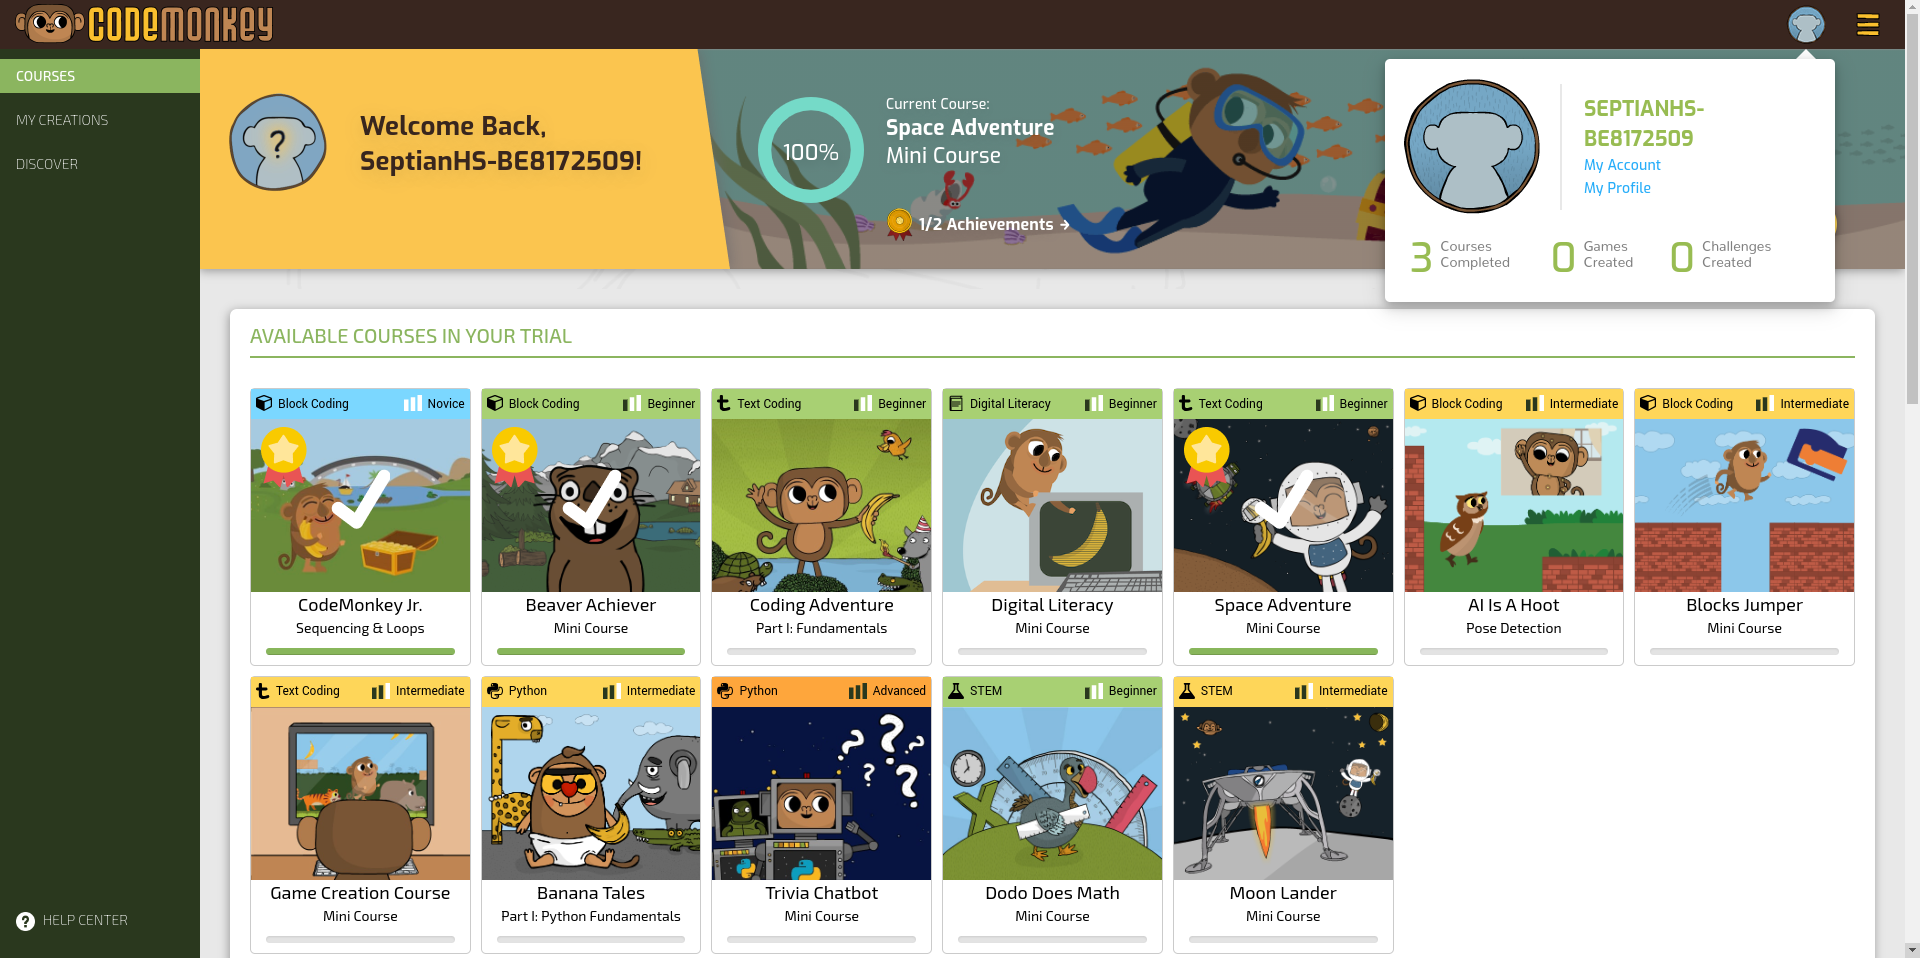 CODEMONKEY
COURSES
MY CREATIONS
DISCOVER
HELP CENTER
?
Welcome Back,
SeptianHS-BE8172509!
100%
Current Course:
Space Adventure
Mini Course
1/2 Achievements →
SEPTIANHS-
BE8172509
My Account
My Profile
3 Courses Completed
0 Games Created
0 Challenges Created
AVAILABLE COURSES IN YOUR TRIAL
Block Coding Novice
CodeMonkey Jr.
Sequencing & Loops
Block Coding Beginner
Beaver Achiever
Mini Course
Text Coding Beginner
Coding Adventure
Part I: Fundamentals
Digital Literacy Beginner
Digital Literacy
Mini Course
Text Coding Beginner
Space Adventure
Mini Course
Block Coding Intermediate
AI Is A Hoot
Pose Detection
Block Coding Intermediate
Blocks Jumper
Mini Course
Text Coding Intermediate
Game Creation Course
Mini Course
Python Intermediate
Banana Tales
Part I: Python Fundamentals
Python Advanced
? ? ? ?
Trivia Chatbot
Mini Course
STEM Beginner
Dodo Does Math
Mini Course
STEM Intermediate
Moon Lander
Mini Course